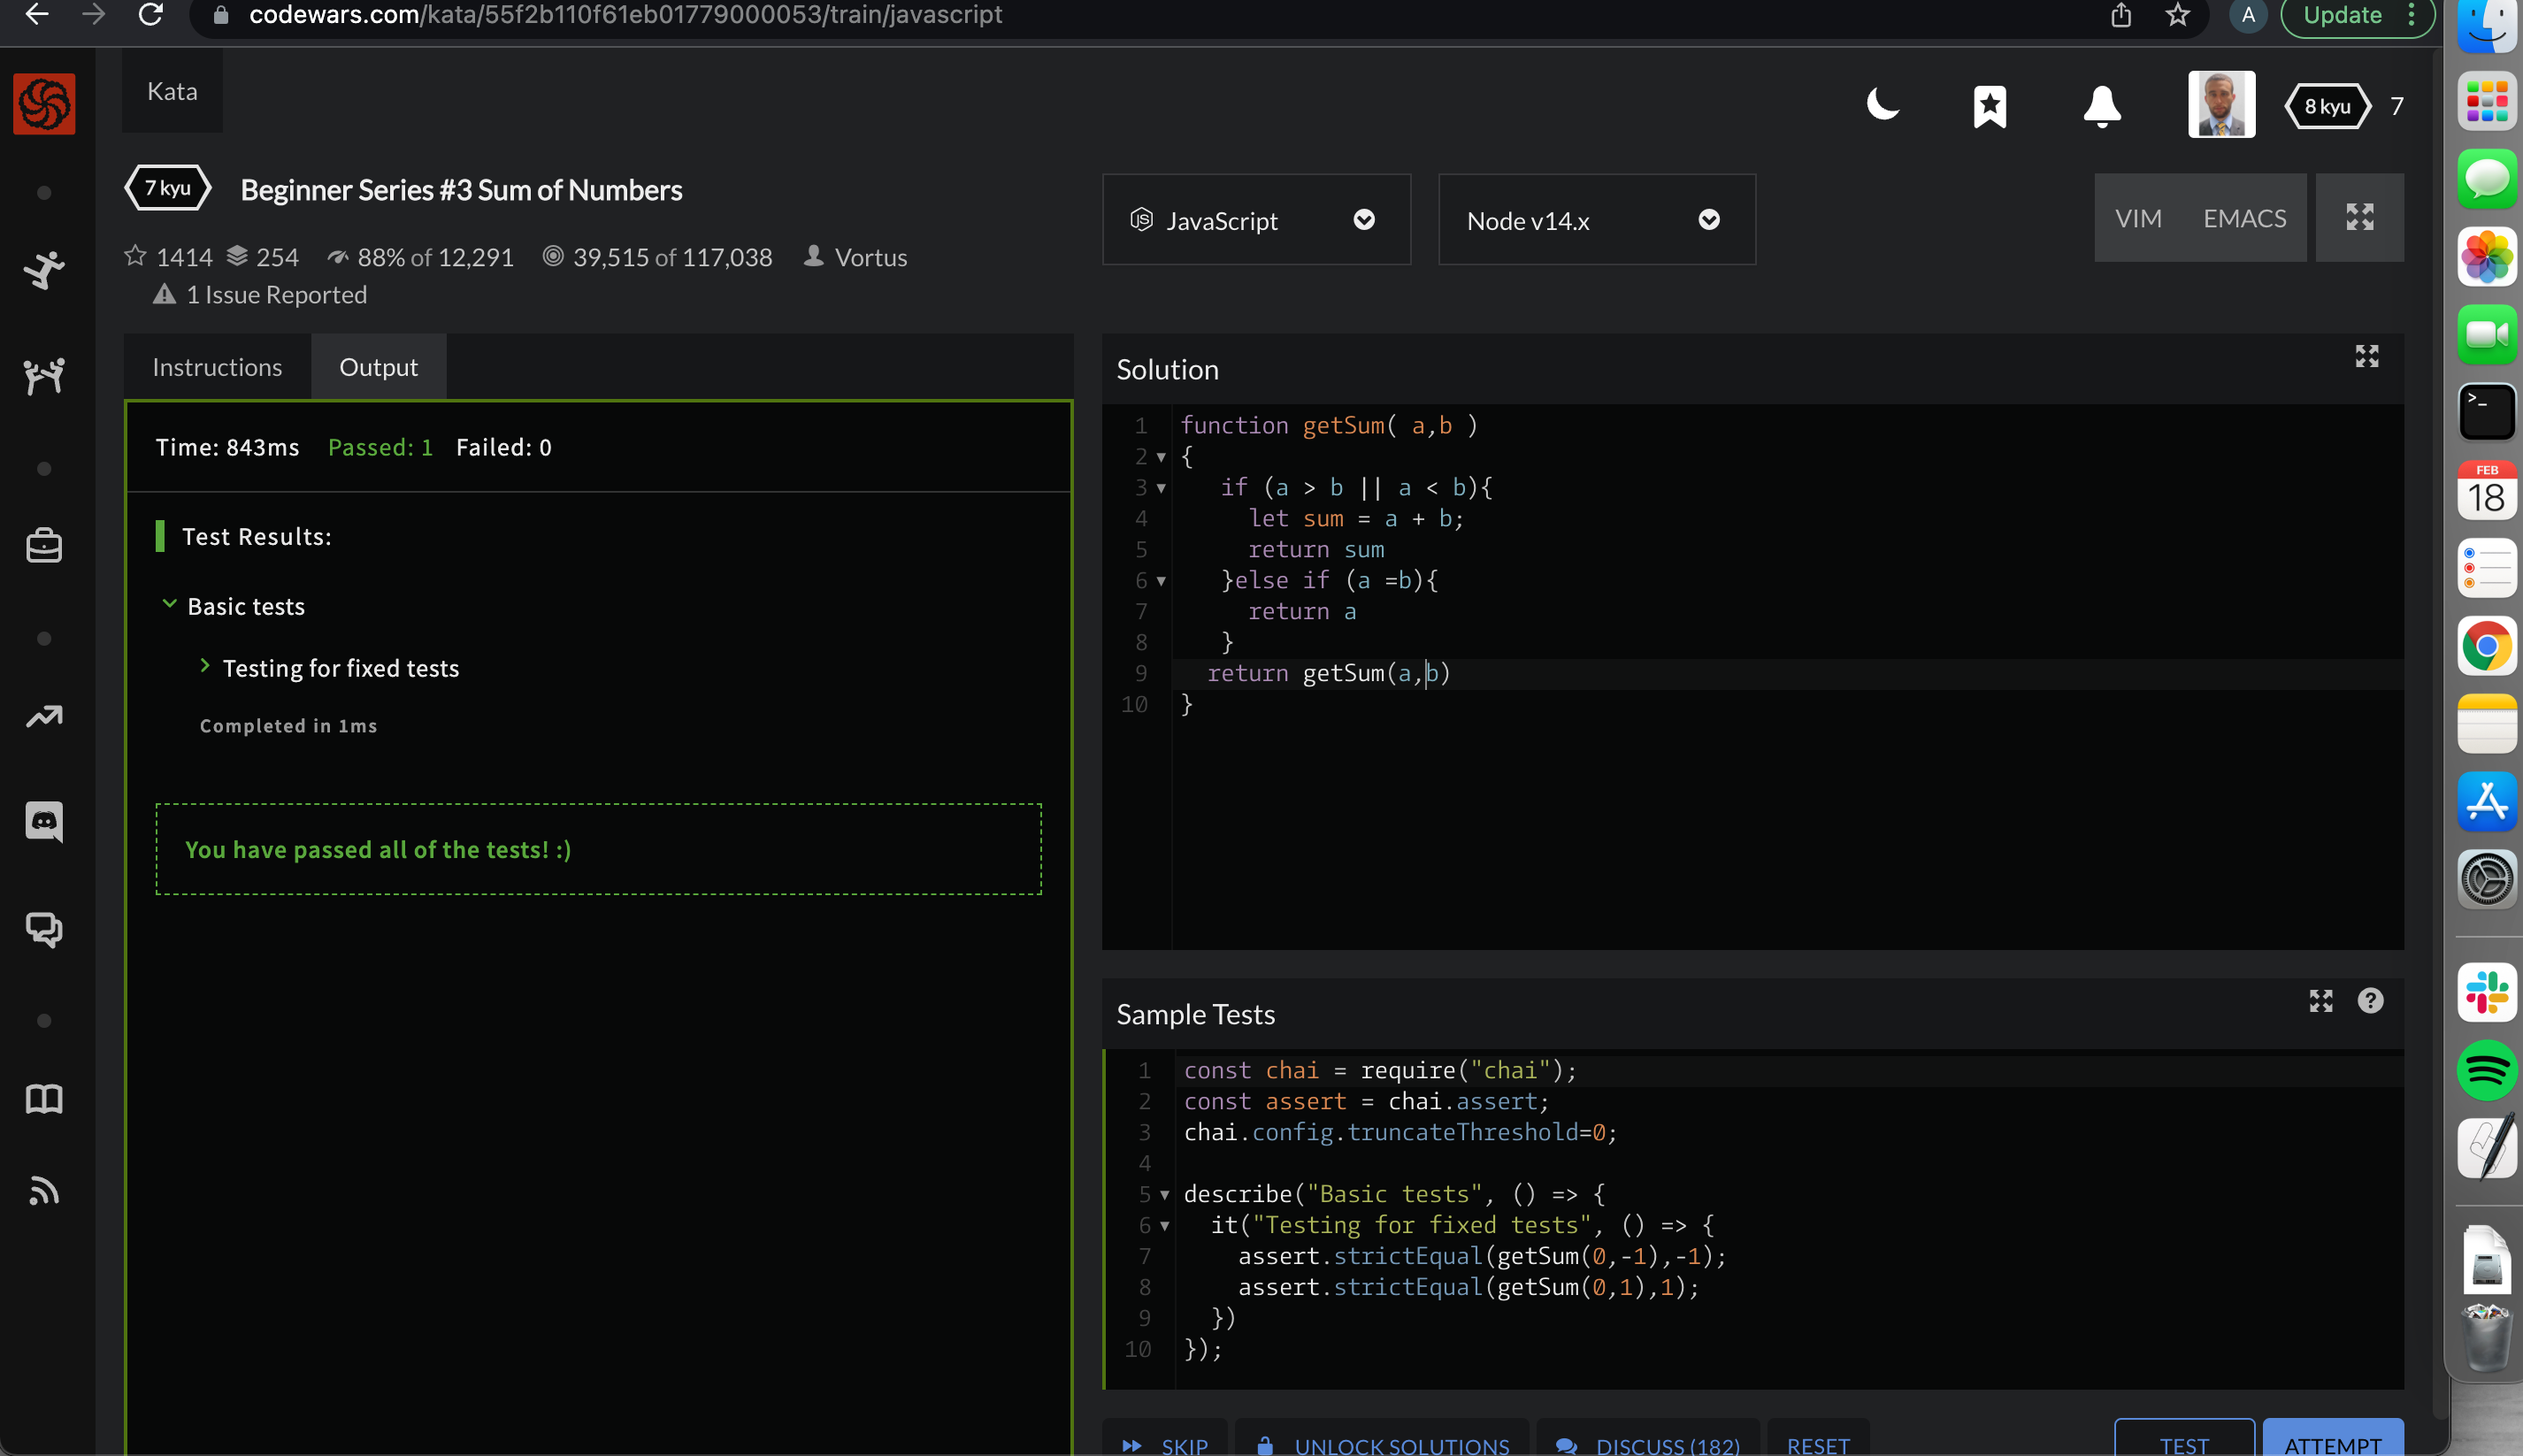 codewars.com/kata/55f2b110f61eb01779000053/train/javascript
A
Update
Kata
8 kyu
7
7 kyu
Beginner Series #3 Sum of Numbers
1414
254
88% of 12,291
39,515 of 117,038
Vortus
1 Issue Reported
JavaScript
Node v14.x
VIM
EMACS
Instructions
Output
Time: 843ms Passed: 1 Failed: 0
Test Results:
Basic tests
Testing for fixed tests
Completed in 1ms
You have passed all of the tests! :)
Solution
1 function getSum( a,b )
2 {
3 if (a > b || a < b){
4 let sum = a + b;
5 return sum
6 }else if (a =b){
7 return a
8 }
9 return getSum(a,b)
10 }
Sample Tests
?
1 const chai = require("chai");
2 const assert = chai.assert;
3 chai.config.truncateThreshold=0;
4
5 describe("Basic tests", () => {
6 it("Testing for fixed tests", () => {
7 assert.strictEqual(getSum(0,-1),-1);
8 assert.strictEqual(getSum(0,1),1);
9 })
10 });
SKIP
UNLOCK SOLUTIONS
DISCUSS (182)
RESET
TEST
ATTEMPT
>_
FEB
18